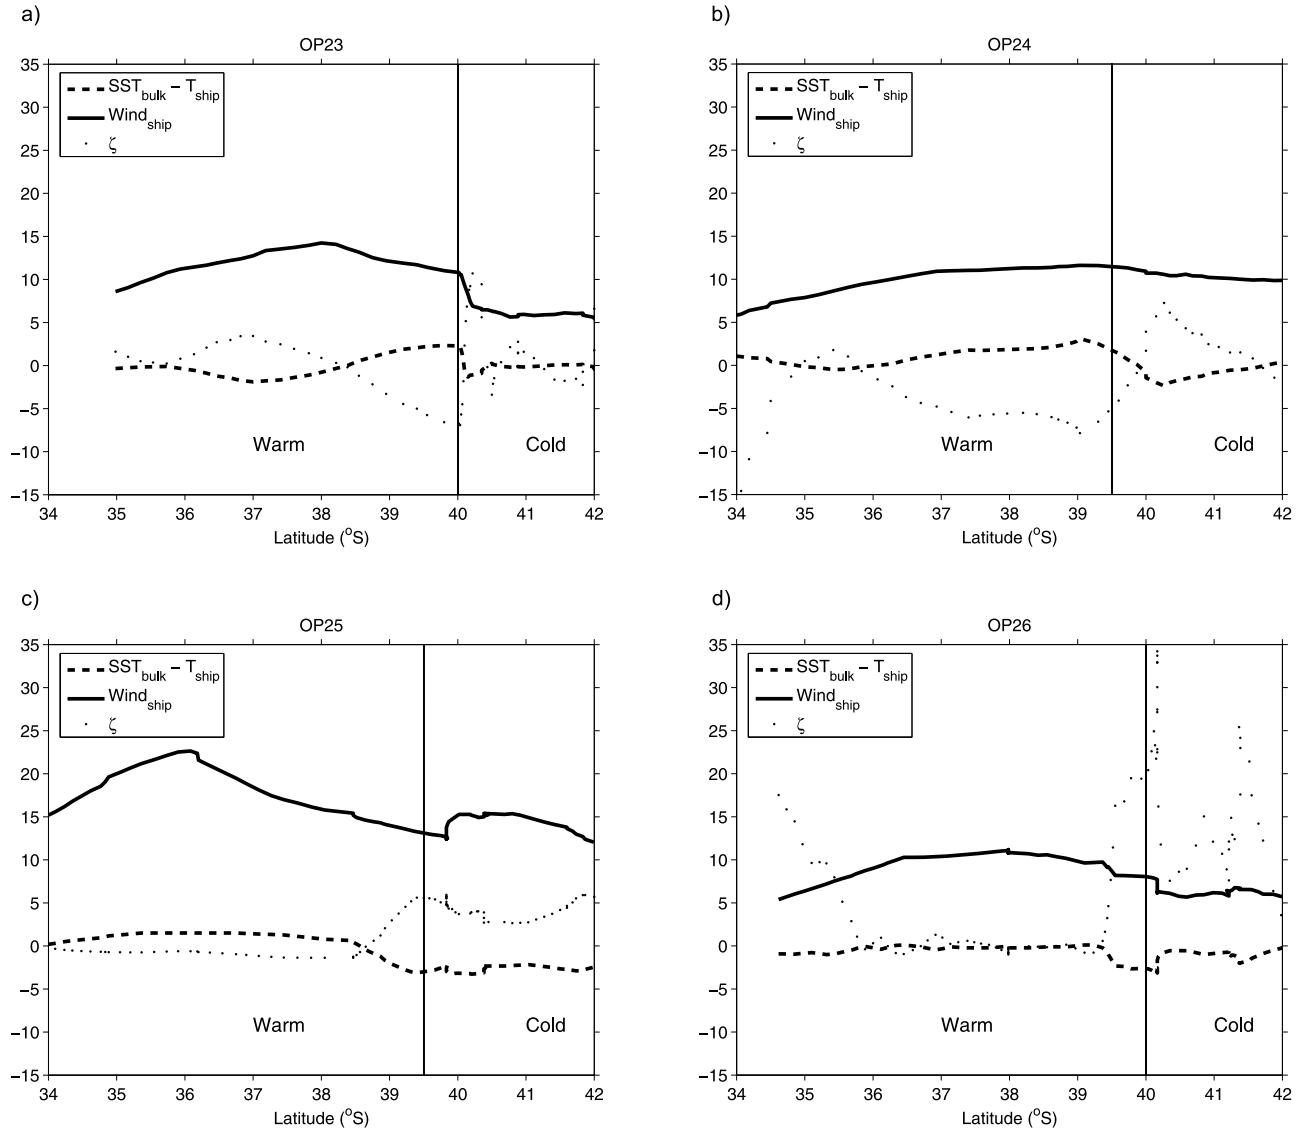 a)
OP23
35
30
25
20
15
10
5
0
−5
−10
−15
SST_bulk − T_ship
Wind_ship
ζ
Warm
Cold
34 35 36 37 38 39 40 41 42
Latitude (°S)
b)
OP24
35
30
25
20
15
10
5
0
−5
−10
−15
SST_bulk − T_ship
Wind_ship
ζ
Warm
Cold
34 35 36 37 38 39 40 41 42
Latitude (°S)
c)
OP25
35
30
25
20
15
10
5
0
−5
−10
−15
SST_bulk − T_ship
Wind_ship
ζ
Warm
Cold
34 35 36 37 38 39 40 41 42
Latitude (°S)
d)
OP26
35
30
25
20
15
10
5
0
−5
−10
−15
SST_bulk − T_ship
Wind_ship
ζ
Warm
Cold
34 35 36 37 38 39 40 41 42
Latitude (°S)